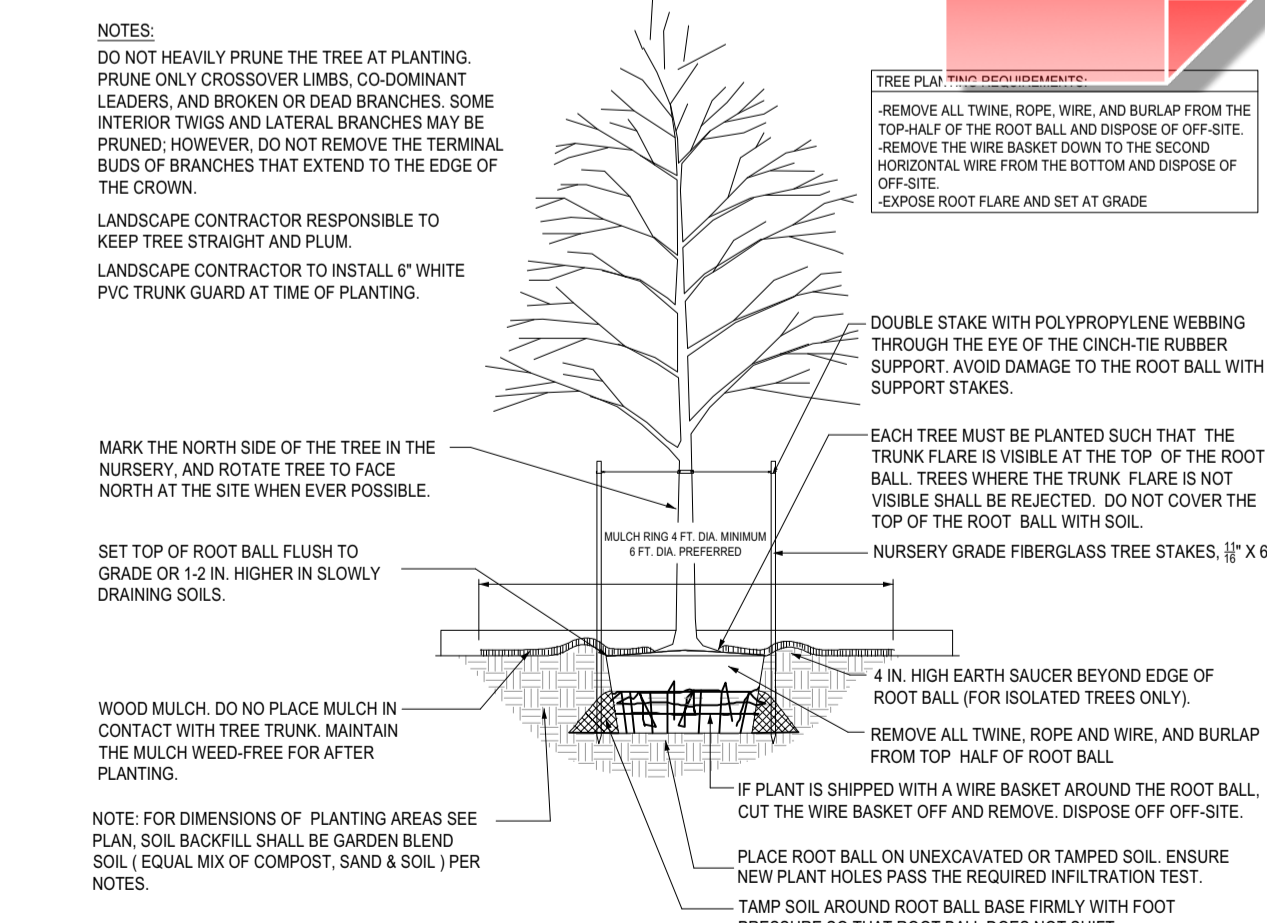 NOTES:
DO NOT HEAVILY PRUNE THE TREE AT PLANTING.
PRUNE ONLY CROSSOVER LIMBS, CO-DOMINANT
LEADERS, AND BROKEN OR DEAD BRANCHES. SOME
INTERIOR TWIGS AND LATERAL BRANCHES MAY BE
PRUNED; HOWEVER, DO NOT REMOVE THE TERMINAL
BUDS OF BRANCHES THAT EXTEND TO THE EDGE OF
THE CROWN.
LANDSCAPE CONTRACTOR RESPONSIBLE TO
KEEP TREE STRAIGHT AND PLUM.
LANDSCAPE CONTRACTOR TO INSTALL 6" WHITE
PVC TRUNK GUARD AT TIME OF PLANTING.
TREE PLANTING REQUIREMENTS:
-REMOVE ALL TWINE, ROPE, WIRE, AND BURLAP FROM THE
TOP-HALF OF THE ROOT BALL AND DISPOSE OF OFF-SITE.
-REMOVE THE WIRE BASKET DOWN TO THE SECOND
HORIZONTAL WIRE FROM THE BOTTOM AND DISPOSE OF
OFF-SITE.
-EXPOSE ROOT FLARE AND SET AT GRADE
MARK THE NORTH SIDE OF THE TREE IN THE
NURSERY, AND ROTATE TREE TO FACE
NORTH AT THE SITE WHEN EVER POSSIBLE.
SET TOP OF ROOT BALL FLUSH TO
GRADE OR 1-2 IN. HIGHER IN SLOWLY
DRAINING SOILS.
WOOD MULCH. DO NO PLACE MULCH IN
CONTACT WITH TREE TRUNK. MAINTAIN
THE MULCH WEED-FREE FOR AFTER
PLANTING.
NOTE: FOR DIMENSIONS OF PLANTING AREAS SEE
PLAN, SOIL BACKFILL SHALL BE GARDEN BLEND
SOIL ( EQUAL MIX OF COMPOST, SAND & SOIL ) PER
NOTES.
MULCH RING 4 FT. DIA. MINIMUM
6 FT. DIA. PREFERRED
DOUBLE STAKE WITH POLYPROPYLENE WEBBING
THROUGH THE EYE OF THE CINCH-TIE RUBBER
SUPPORT. AVOID DAMAGE TO THE ROOT BALL WITH
SUPPORT STAKES.
EACH TREE MUST BE PLANTED SUCH THAT THE
TRUNK FLARE IS VISIBLE AT THE TOP OF THE ROOT
BALL. TREES WHERE THE TRUNK FLARE IS NOT
VISIBLE SHALL BE REJECTED. DO NOT COVER THE
TOP OF THE ROOT BALL WITH SOIL.
NURSERY GRADE FIBERGLASS TREE STAKES, 11/16" X 6
4 IN. HIGH EARTH SAUCER BEYOND EDGE OF
ROOT BALL (FOR ISOLATED TREES ONLY).
REMOVE ALL TWINE, ROPE AND WIRE, AND BURLAP
FROM TOP HALF OF ROOT BALL
IF PLANT IS SHIPPED WITH A WIRE BASKET AROUND THE ROOT BALL,
CUT THE WIRE BASKET OFF AND REMOVE. DISPOSE OFF OFF-SITE.
PLACE ROOT BALL ON UNEXCAVATED OR TAMPED SOIL. ENSURE
NEW PLANT HOLES PASS THE REQUIRED INFILTRATION TEST.
TAMP SOIL AROUND ROOT BALL BASE FIRMLY WITH FOOT
PRESSURE SO THAT ROOT BALL DOES NOT SHIFT